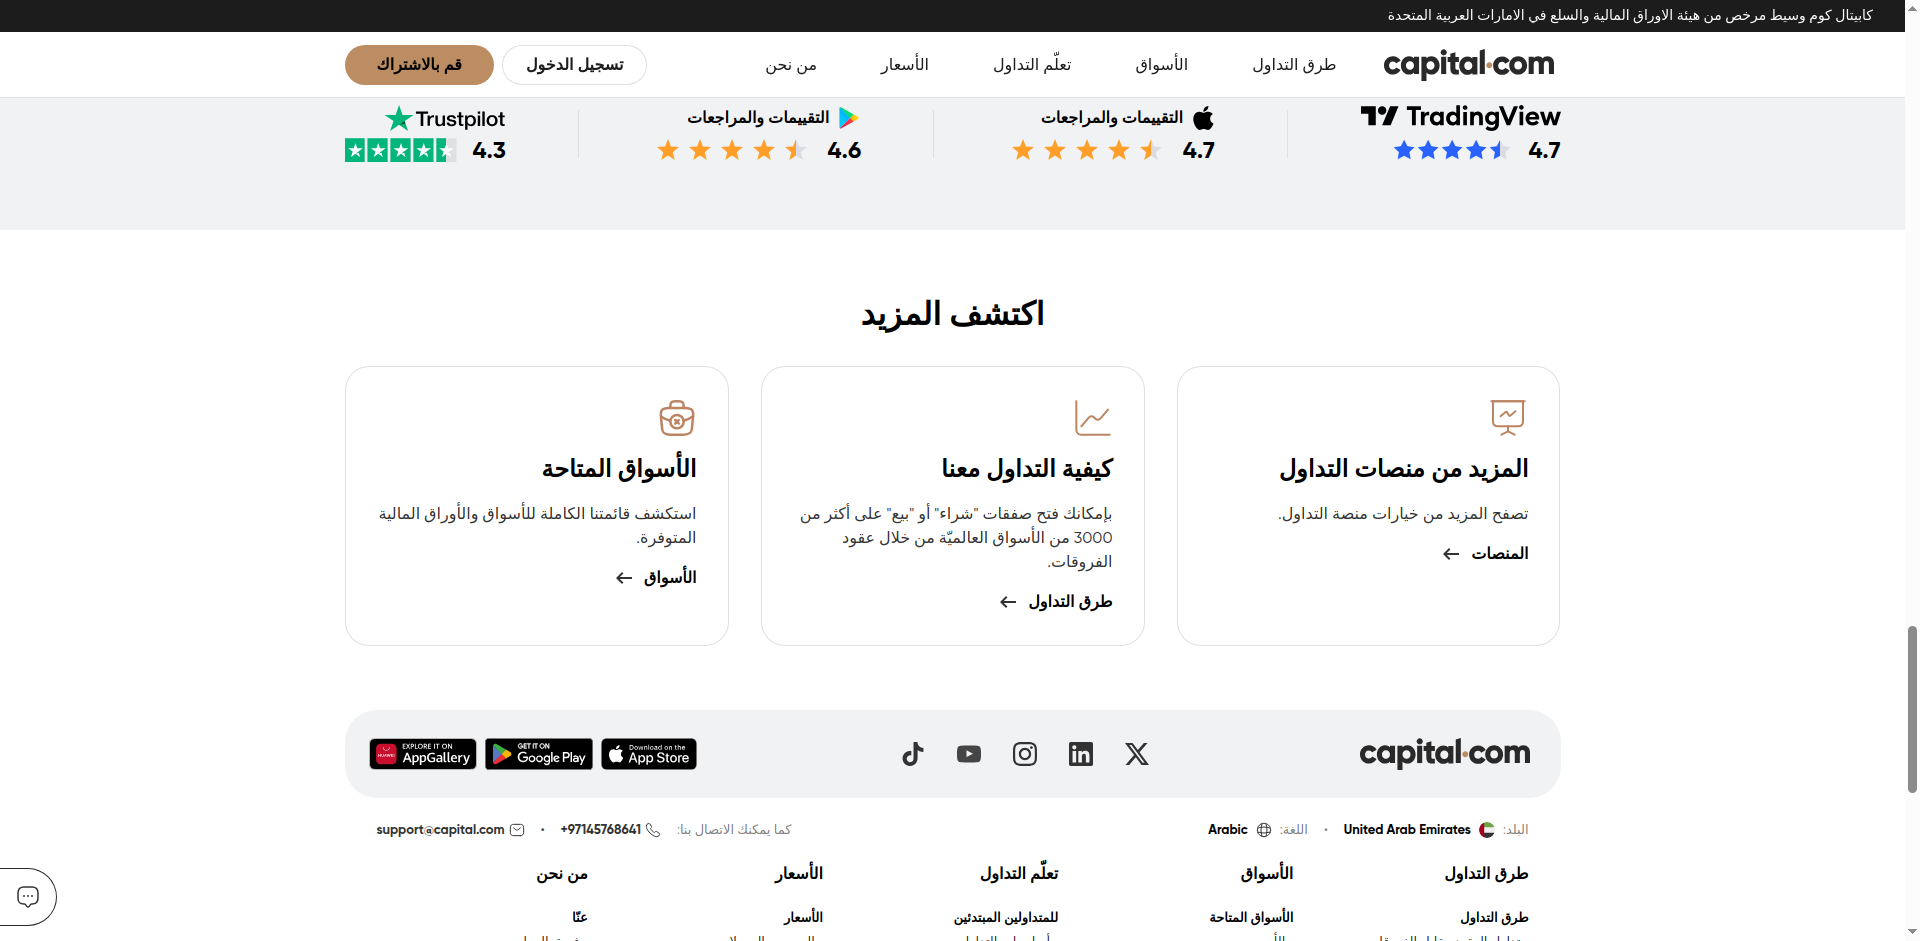 كابيتال كوم وسيط مرخص من هيئة الاوراق المالية والسلع في الامارات العربية المتحدة
capital.com
طرق التداول
الأسواق
تعلّم التداول
الأسعار
من نحن
تسجيل الدخول
قم بالاشتراك
TradingView
4.7
التقييمات والمراجعات
4.7
التقييمات والمراجعات
4.6
Trustpilot
4.3
اكتشف المزيد
المزيد من منصات التداول
تصفح المزيد من خيارات منصة التداول.
المنصات
كيفية التداول معنا
بإمكانك فتح صفقات "شراء" أو "بيع" على أكثر من
3000 من الأسواق العالميّة من خلال عقود
الفروقات.
طرق التداول
الأسواق المتاحة
استكشف قائمتنا الكاملة للأسواق والأوراق المالية
المتوفرة.
الأسواق
capital.com
Download on the
App Store
GET IT ON
Google Play
HUAWEI
EXPLORE IT ON
AppGallery
البلد: United Arab Emirates • اللغة: Arabic
كما يمكنك الاتصال بنا: +97145768641 • support@capital.com
طرق التداول
الأسواق
تعلّم التداول
الأسعار
من نحن
طرق التداول
الأسواق المتاحة
للمتداولين المبتدئين
الأسعار
عنّا